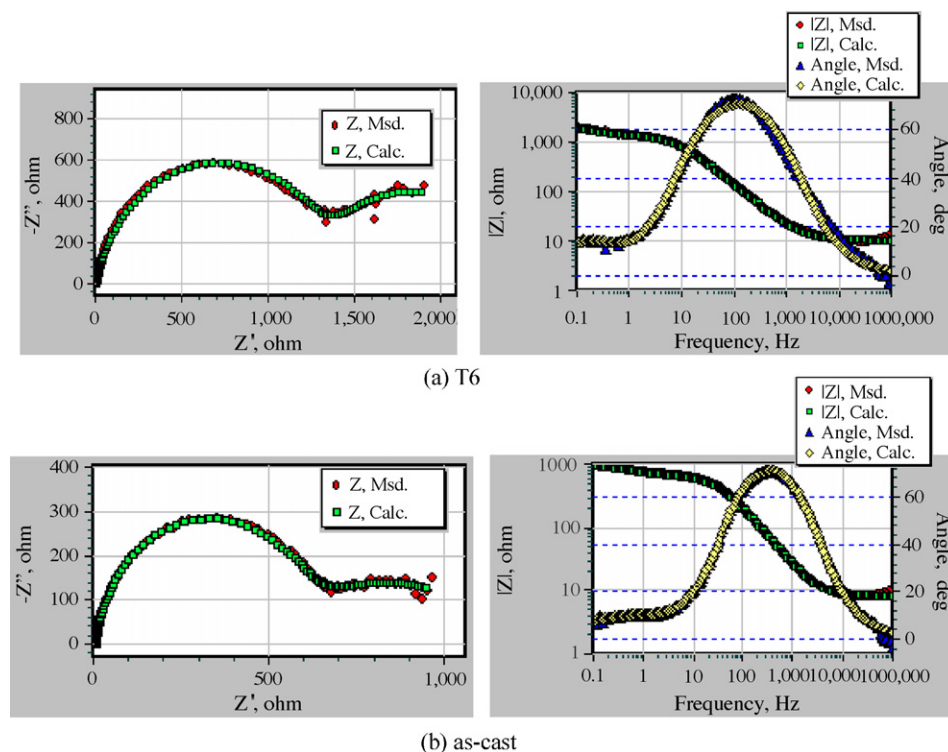 |Z|, Msd.
|Z|, Calc.
Angle, Msd.
Angle, Calc.
Z, Msd.
Z, Calc.
-Z", ohm
800
600
400
200
0
0 500 1,000 1,500 2,000
Z', ohm
|Z|, ohm
10,000
1,000
100
10
1
60
40
20
0
Angle, deg
0.1 1 10 100 1,000 10,000 1000,000
Frequency, Hz
(a) T6
|Z|, Msd.
|Z|, Calc.
Angle, Msd.
Angle, Calc.
Z, Msd.
Z, Calc.
-Z", ohm
400
300
200
100
0
0 500 1,000
Z', ohm
|Z|, ohm
1000
100
10
1
60
40
20
0
Angle, deg
0.1 1 10 100 1,000 10,000 1000,000
Frequency, Hz
(b) as-cast